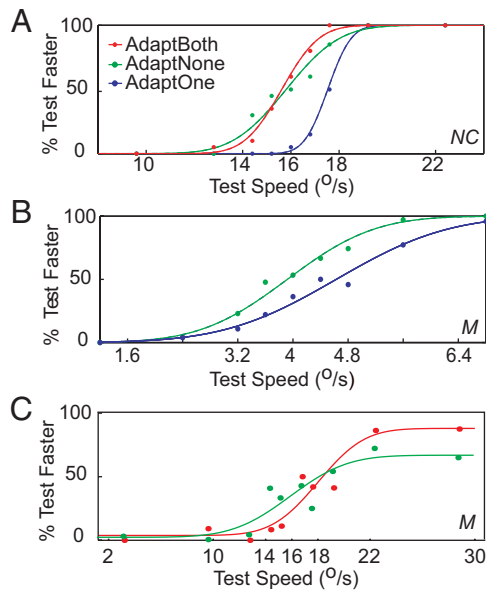 A
100
50
0
% Test Faster
AdaptBoth
AdaptNone
AdaptOne
NC
10 14 16 18 22
Test Speed (o/s)
B
100
50
0
% Test Faster
M
1.6 3.2 4 4.8 6.4
Test Speed (o/s)
C
100
50
0
% Test Faster
M
2 10 14 16 18 22 30
Test Speed (o/s)